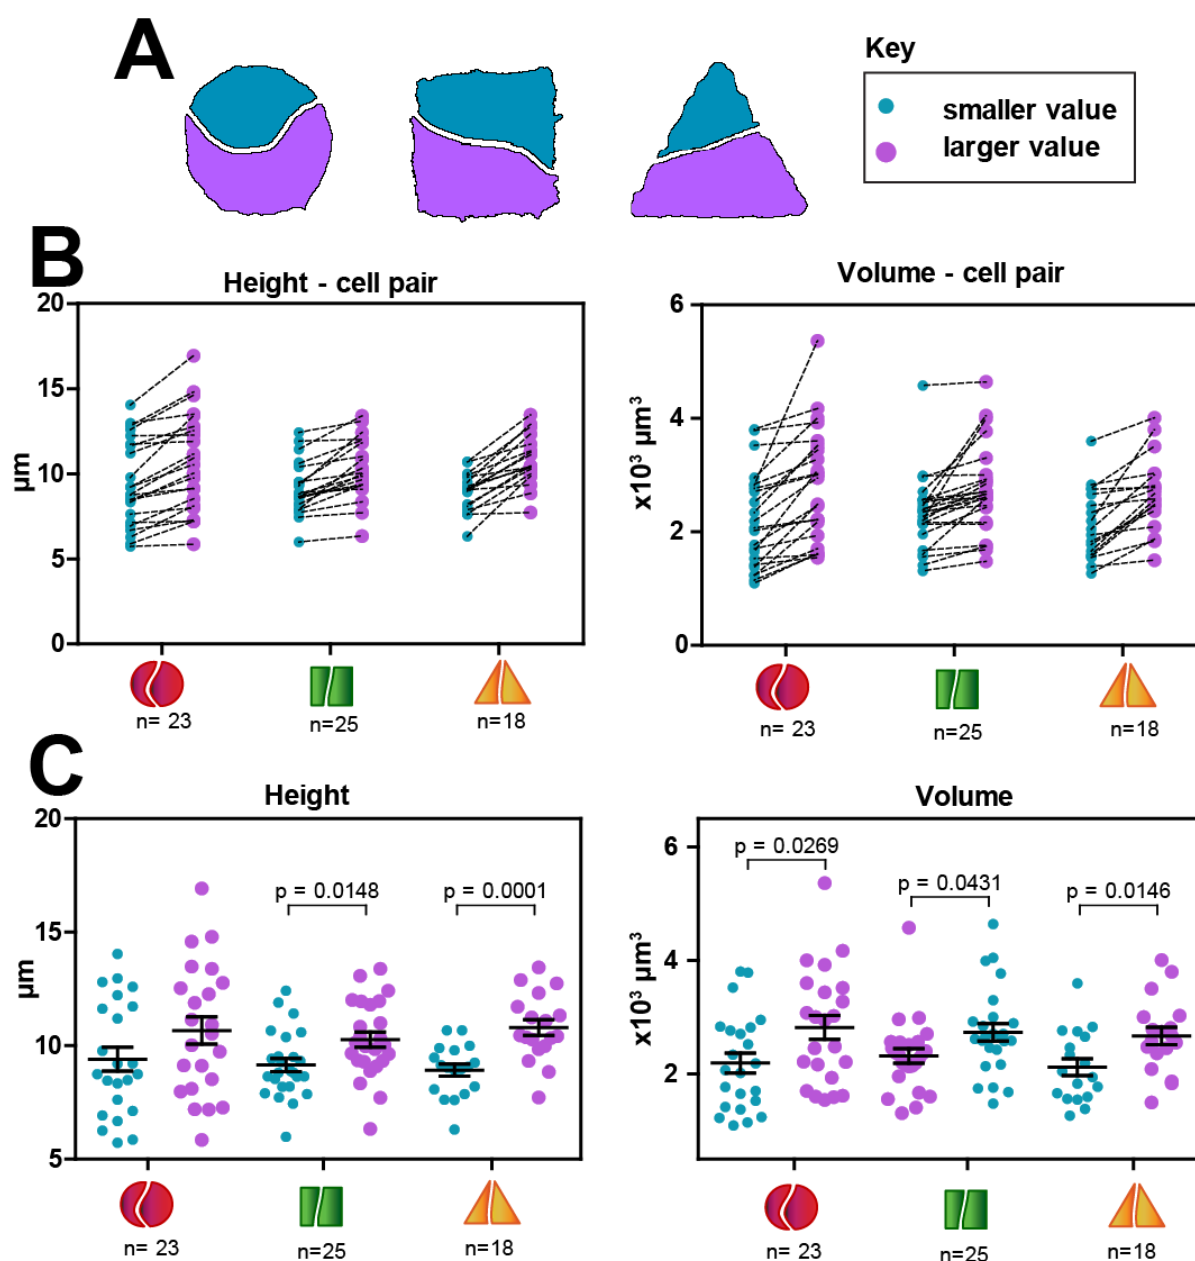 A
Key
smaller value
larger value
B
Height - cell pair
Volume - cell pair
20
15
10
5
0
µm
6
4
2
0
x10³ µm³
n= 23
n=25
n=18
n= 23
n=25
n=18
C
Height
Volume
20
15
10
5
µm
p = 0.0148
p = 0.0001
6
4
2
x10³ µm³
p = 0.0269
p = 0.0431
p = 0.0146
n= 23
n=25
n=18
n= 23
n=25
n=18